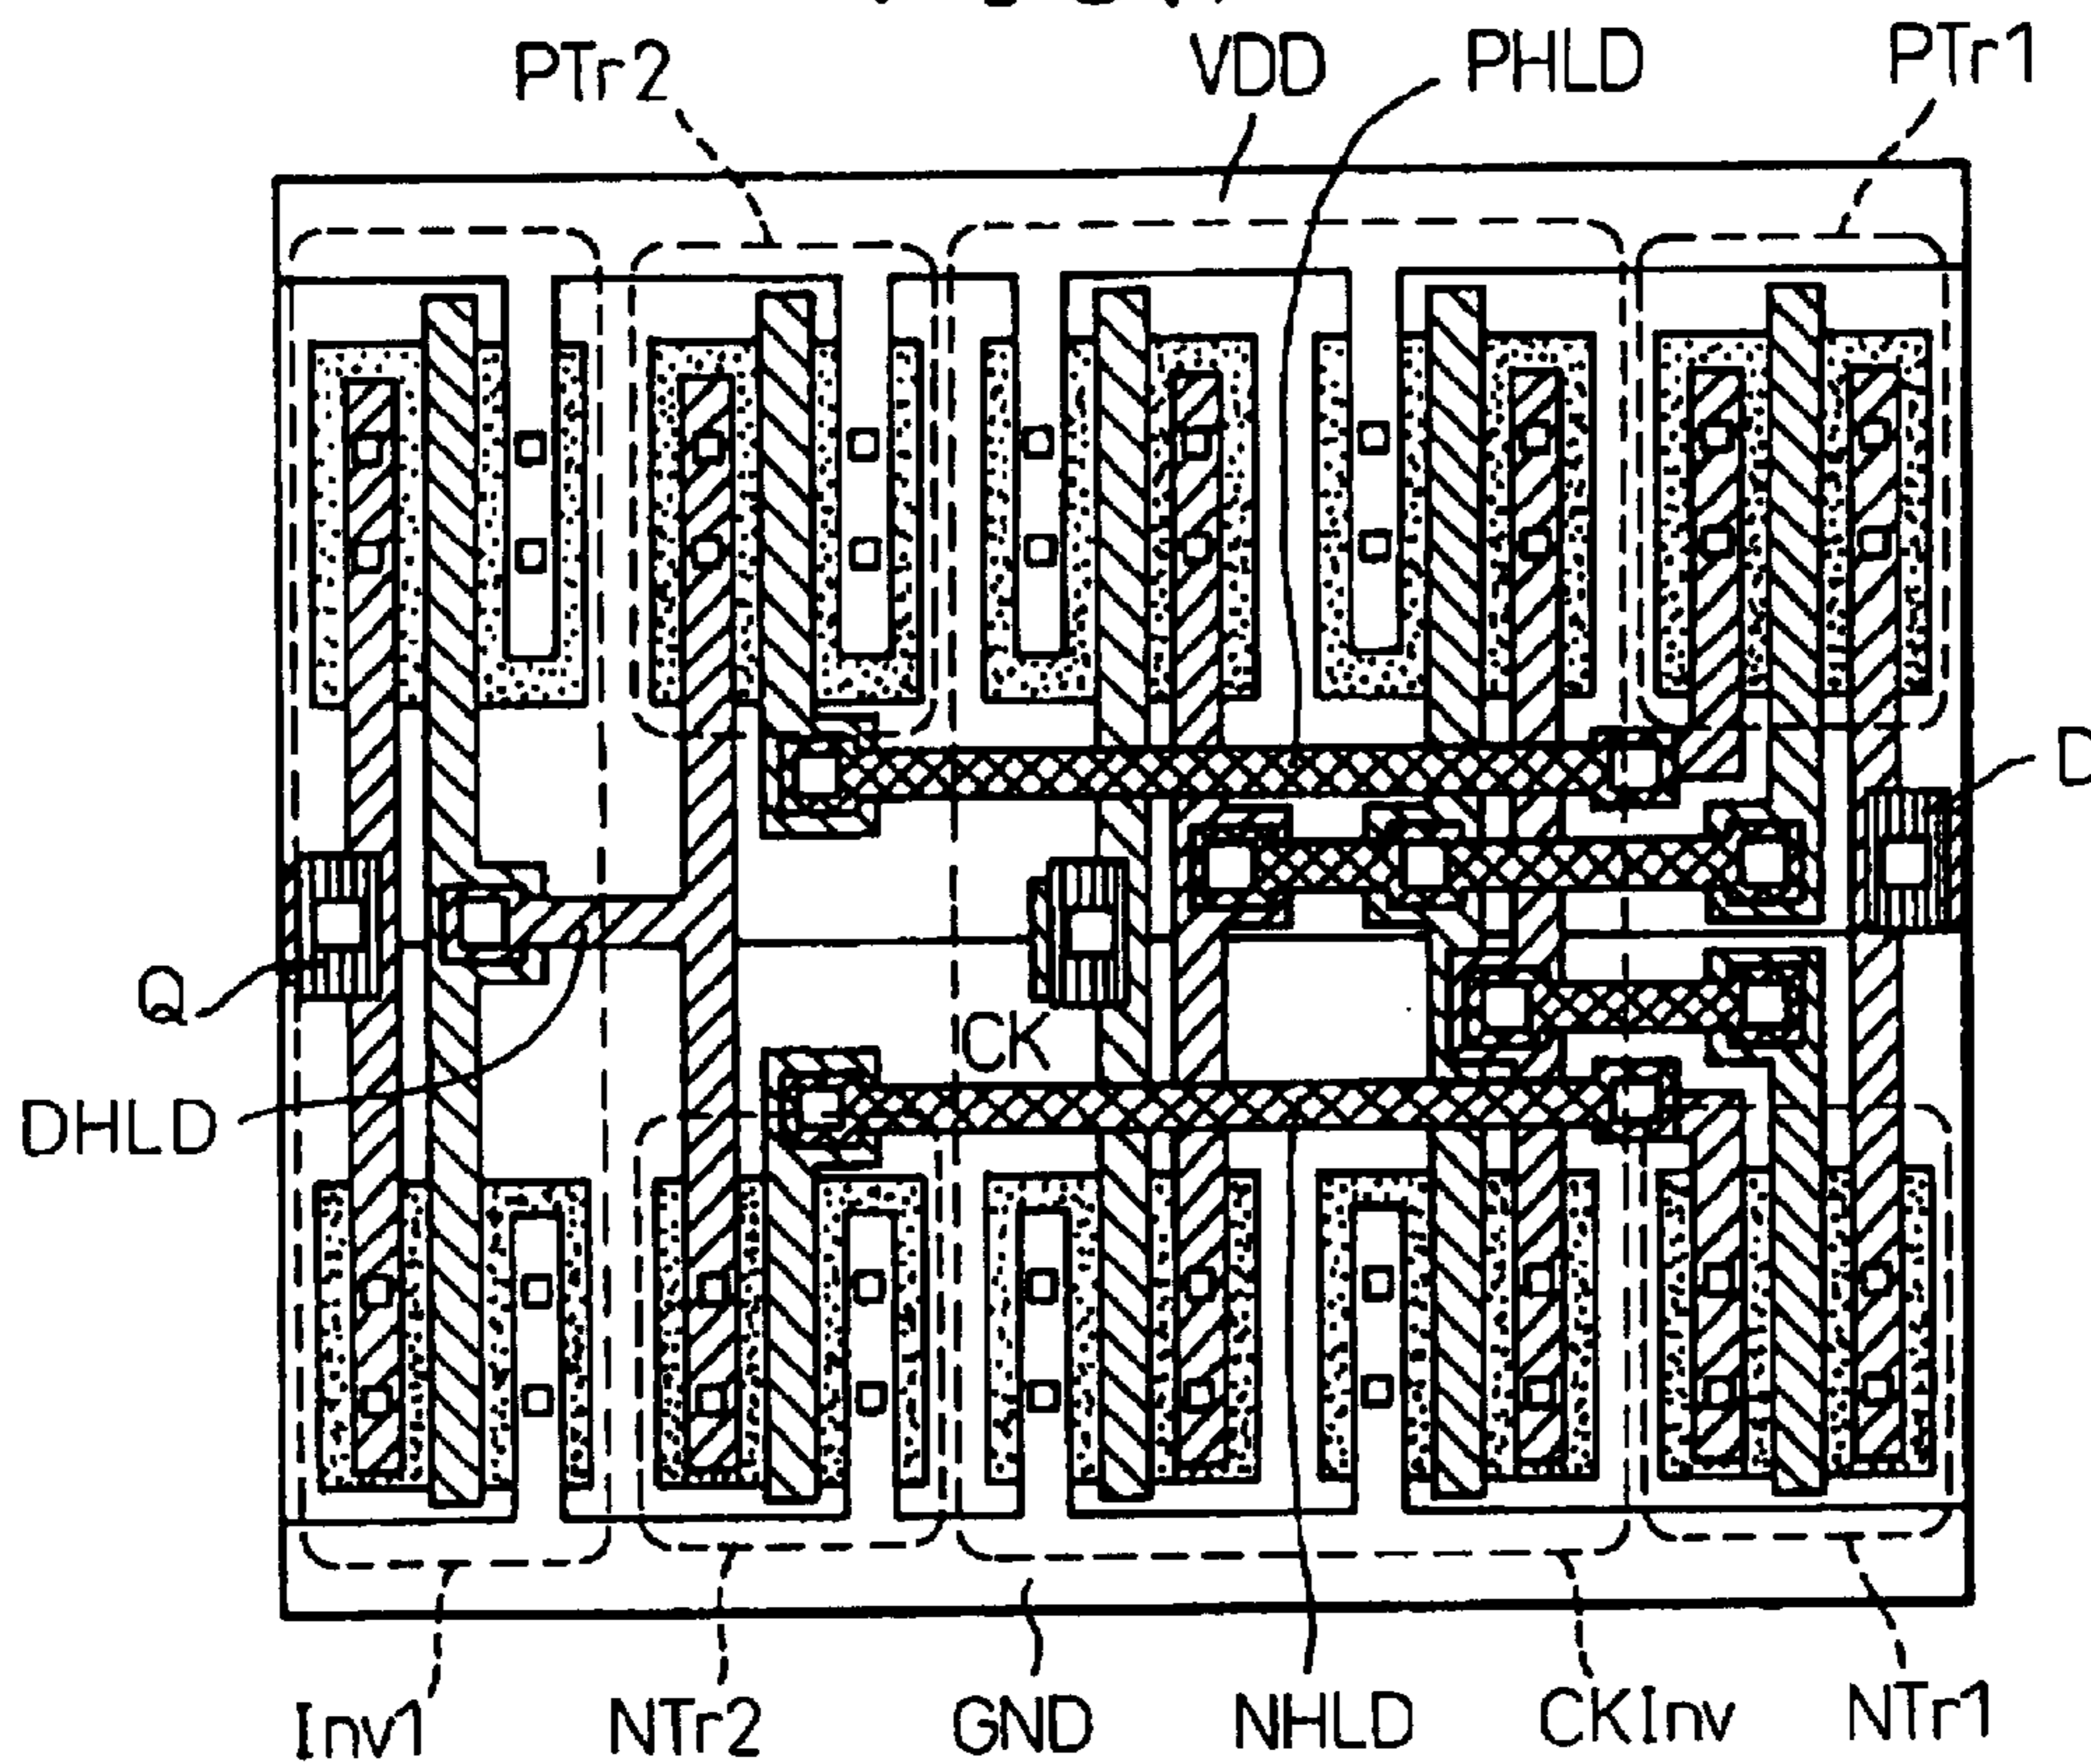 PTr2
VDD
PHLD
PTr1
D
Q
CK
DHLD
Inv1
NTr2
GND
NHLD
CKInv
NTr1